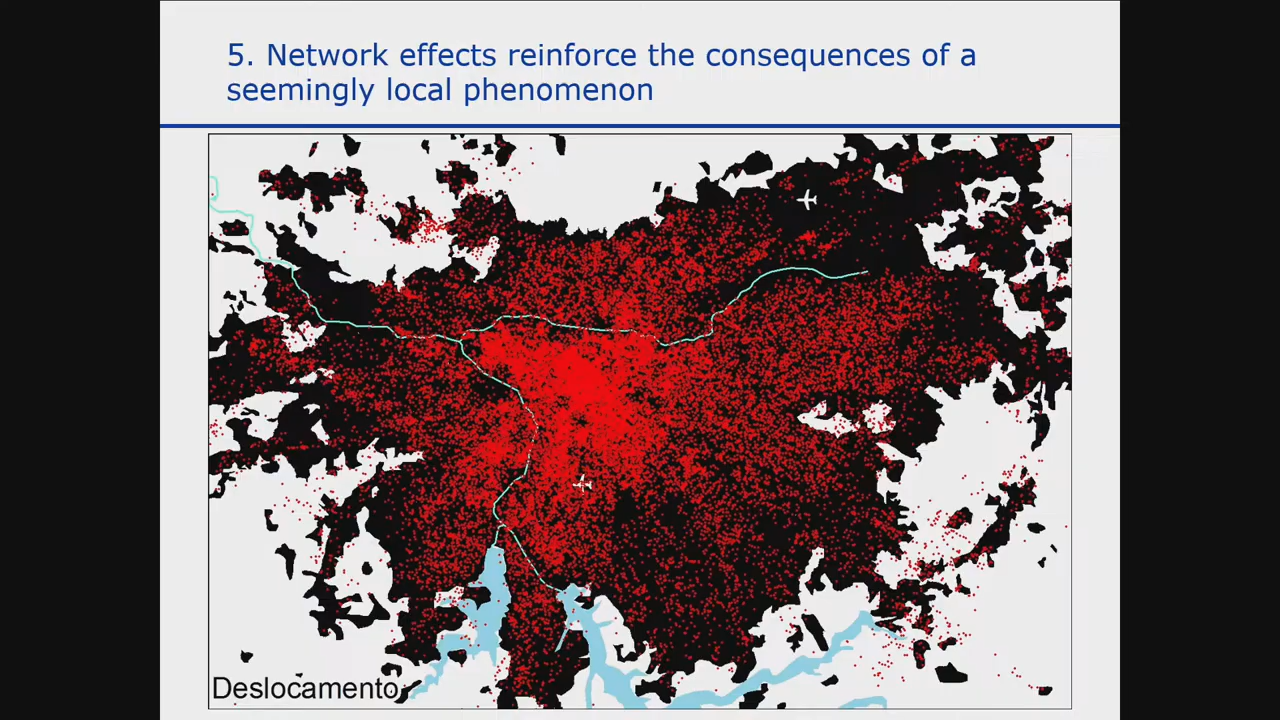 5. Network effects reinforce the consequences of a
seemingly local phenomenon
Deslocamento